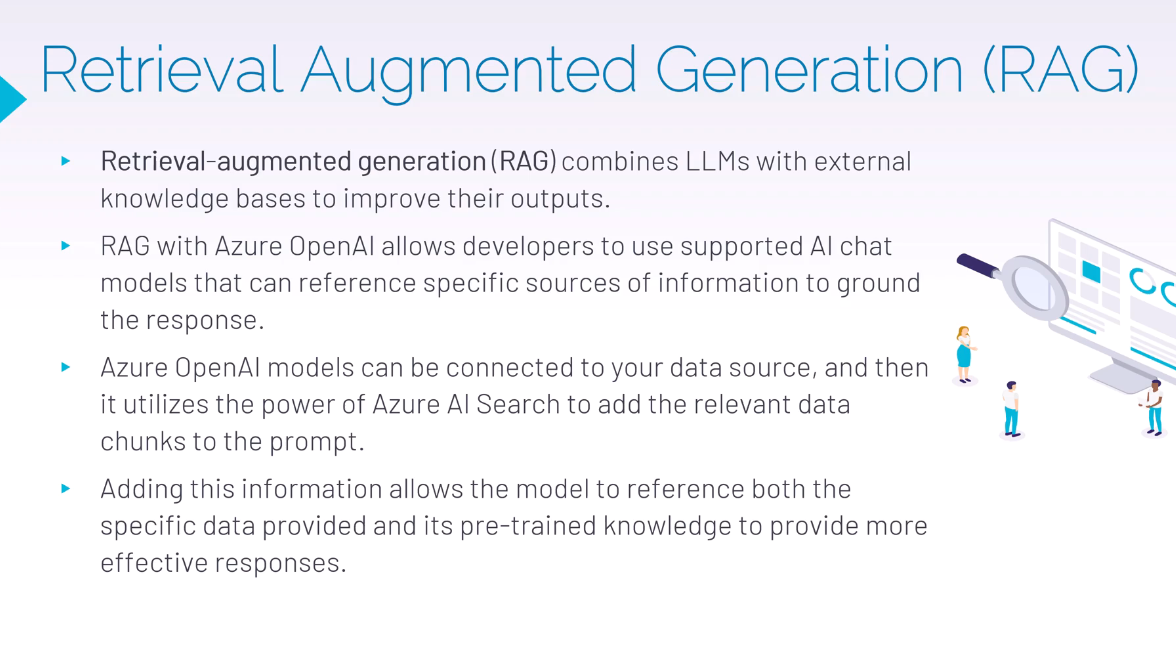 Retrieval Augmented Generation (RAG)
Retrieval-augmented generation (RAG) combines LLMs with external
knowledge bases to improve their outputs.
RAG with Azure OpenAI allows developers to use supported AI chat
models that can reference specific sources of information to ground
the response.
Azure OpenAI models can be connected to your data source, and then
it utilizes the power of Azure AI Search to add the relevant data
chunks to the prompt.
Adding this information allows the model to reference both the
specific data provided and its pre-trained knowledge to provide more
effective responses.